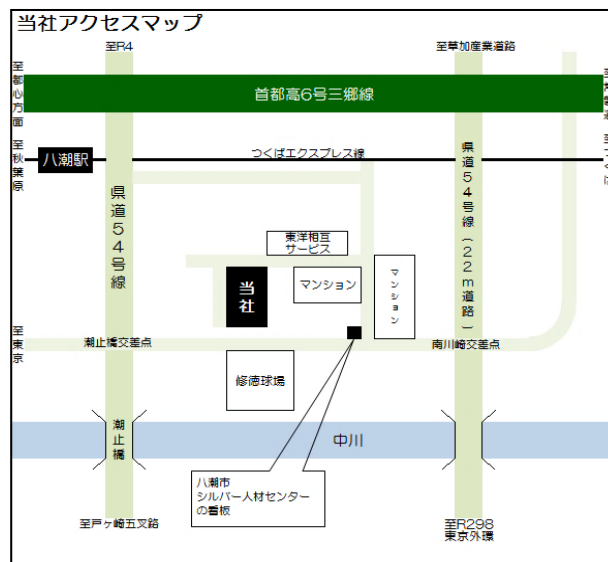 当社アクセスマップ
至R4
至草加産業道路
至都心方面
首都高6号三郷線
至秋葉原
八潮駅
つくばエクスプレス線
至つくば
県道54号線
県道54号線(22m道路)
東洋相互
サービス
当社
マンション
マンション
至東京
潮止橋交差点
南川崎交差点
修徳球場
潮止橋
中川
八潮市
シルバー人材センター
の看板
至戸ヶ崎五叉路
至R298
東京外環